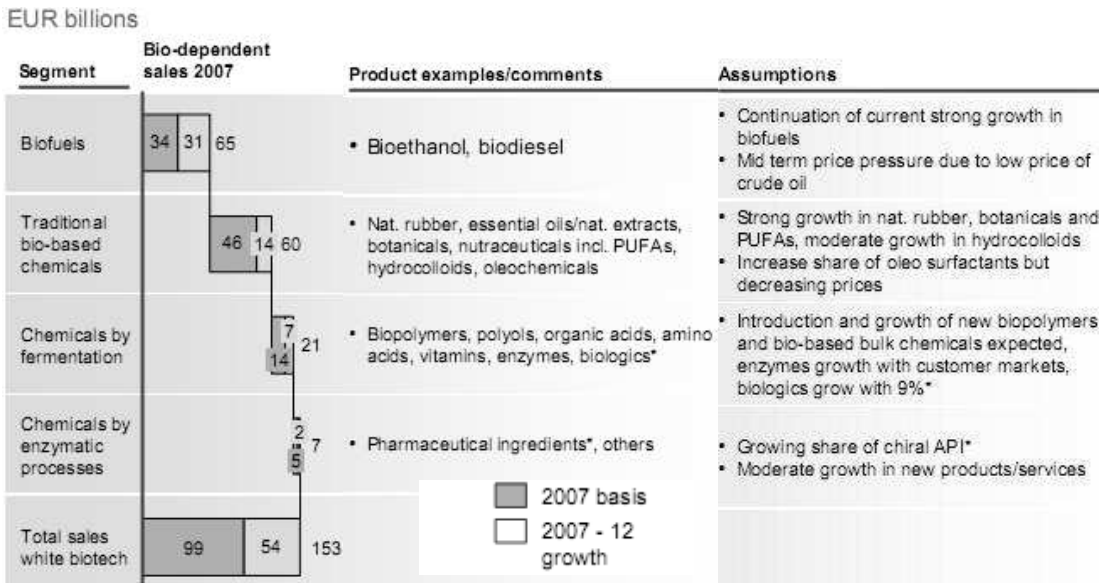 EUR billions
Segment
Bio-dependent
sales 2007
Product examples/comments
Assumptions
Biofuels
34 31 65
• Bioethanol, biodiesel
• Continuation of current strong growth in
biofuels
• Mid term price pressure due to low price of
crude oil
Traditional
bio-based
chemicals
46 14 60
• Nat. rubber, essential oils/nat. extracts,
botanicals, nutraceuticals incl. PUFAs,
hydrocolloids, oleochemicals
• Strong growth in nat. rubber, botanicals and
PUFAs, moderate growth in hydrocolloids
• Increase share of oleo surfactants but
decreasing prices
Chemicals by
fermentation
7
21
14
• Biopolymers, polyols, organic acids, amino
acids, vitamins, enzymes, biologics*
• Introduction and growth of new biopolymers
and bio-based bulk chemicals expected,
enzymes growth with customer markets,
biologics grow with 9%*
Chemicals by
enzymatic
processes
2
7
5
• Pharmaceutical ingredients*, others
• Growing share of chiral API*
• Moderate growth in new products/services
2007 basis
2007 - 12
growth
Total sales
white biotech
99 54 153